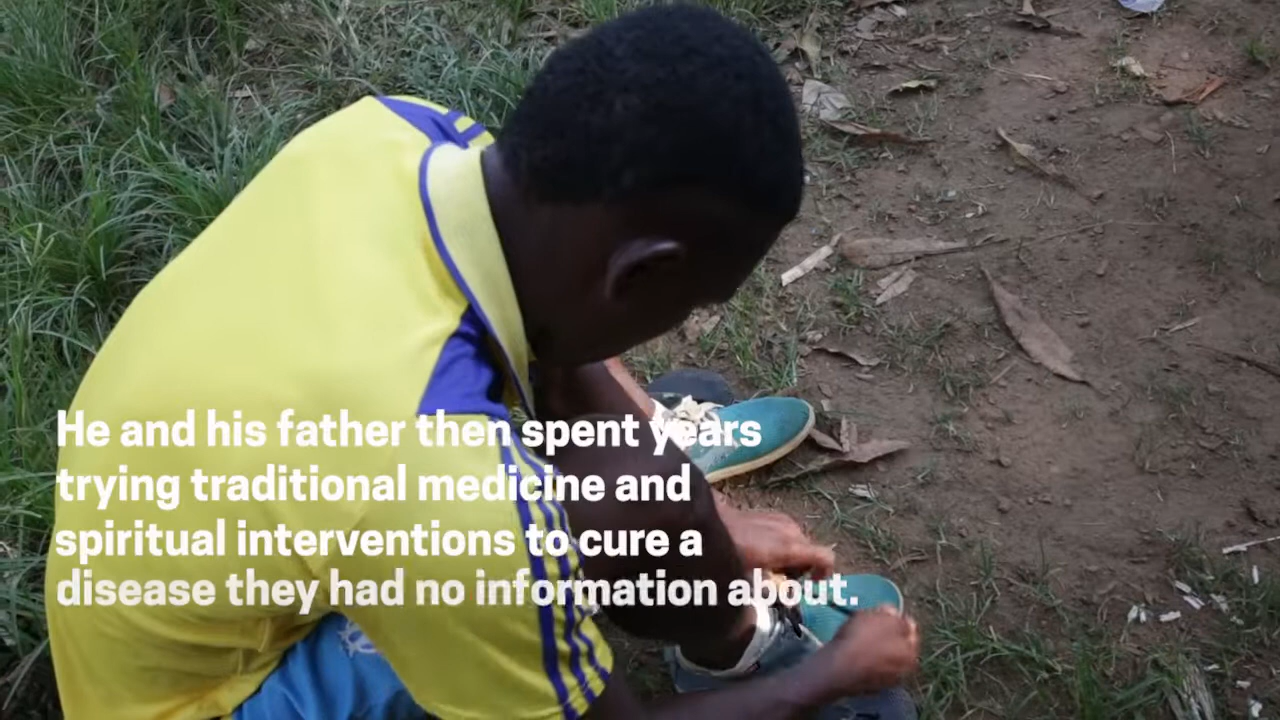 He and his father then spent years
trying traditional medicine and
spiritual interventions to cure a
disease they had no information about.